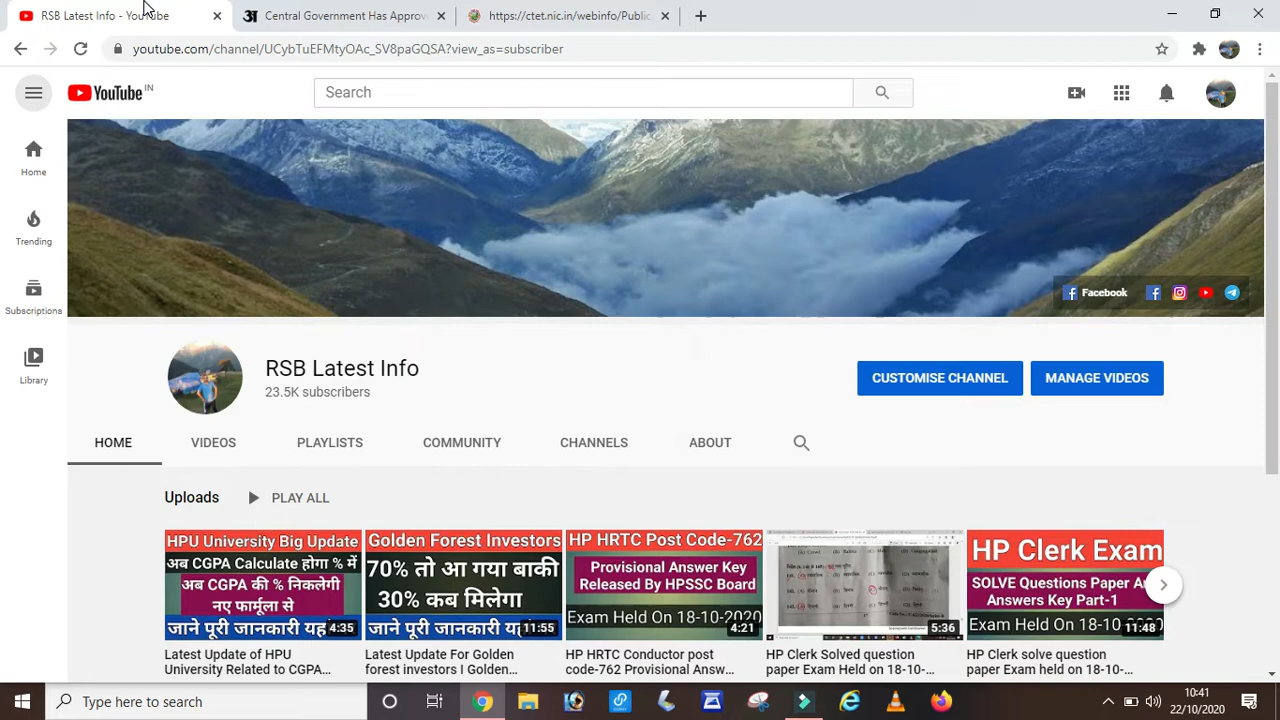 RSB Latest Info - YouTube
Central Government Has Approv
https://ctet.nic.in/webinfo/Public
youtube.com/channel/UCybTuEFMtyOAc_SV8paGQSA?view_as=subscriber
YouTube IN
Search
Home
Trending
Subscriptions
Library
Facebook
RSB Latest Info
23.5K subscribers
CUSTOMISE CHANNEL
MANAGE VIDEOS
HOME VIDEOS PLAYLISTS COMMUNITY CHANNELS ABOUT
Uploads PLAY ALL
HPU University Big Update
अब CGPA Calculate होगा % में
अब CGPA की % निकलेगी
नए फार्मूला से
जाने पूरी जानकारी यह
4:35
Latest Update of HPU
University Related to CGPA...
Golden Forest Investors
70% तो आ गया बाकी
30% कब मिलेगा
जाने पूरी जानकारी य
11:55
Latest Update For Golden
forest investors I Golden...
HP HRTC Post Code-762
Provisional Answer Key
Released By HPSSC Board
Exam Held On 18-10-2020
4:21
HP HRTC Conductor post
code-762 Provisional Answ...
5:36
HP Clerk Solved question
paper Exam Held on 18-10-...
HP Clerk Exam
SOLVE Questions Paper An
Answers Key Part-1
Exam Held On 18-10-2020
11:48
HP Clerk solve question
paper Exam held on 18-10-...
Type here to search
10:41
22/10/2020